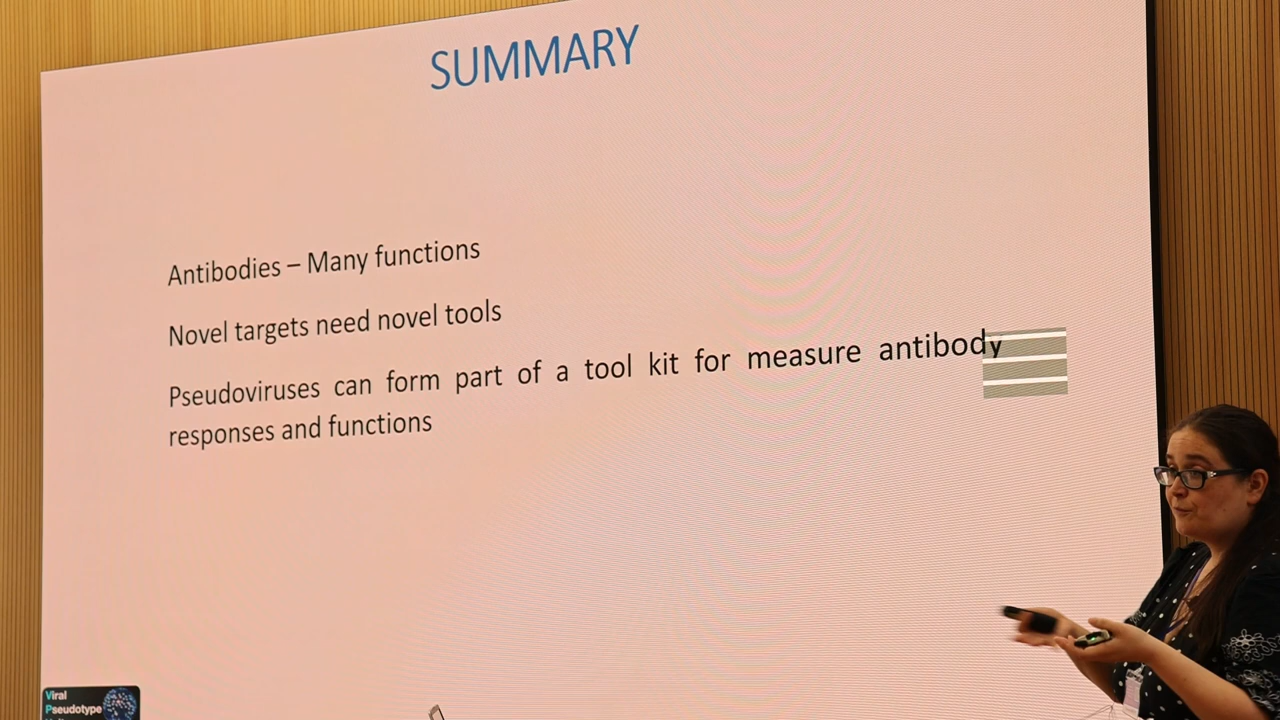 SUMMARY
Antibodies – Many functions
Novel targets need novel tools
Pseudoviruses can form part of a tool kit for measure antibody
responses and functions
Viral
Pseudotype